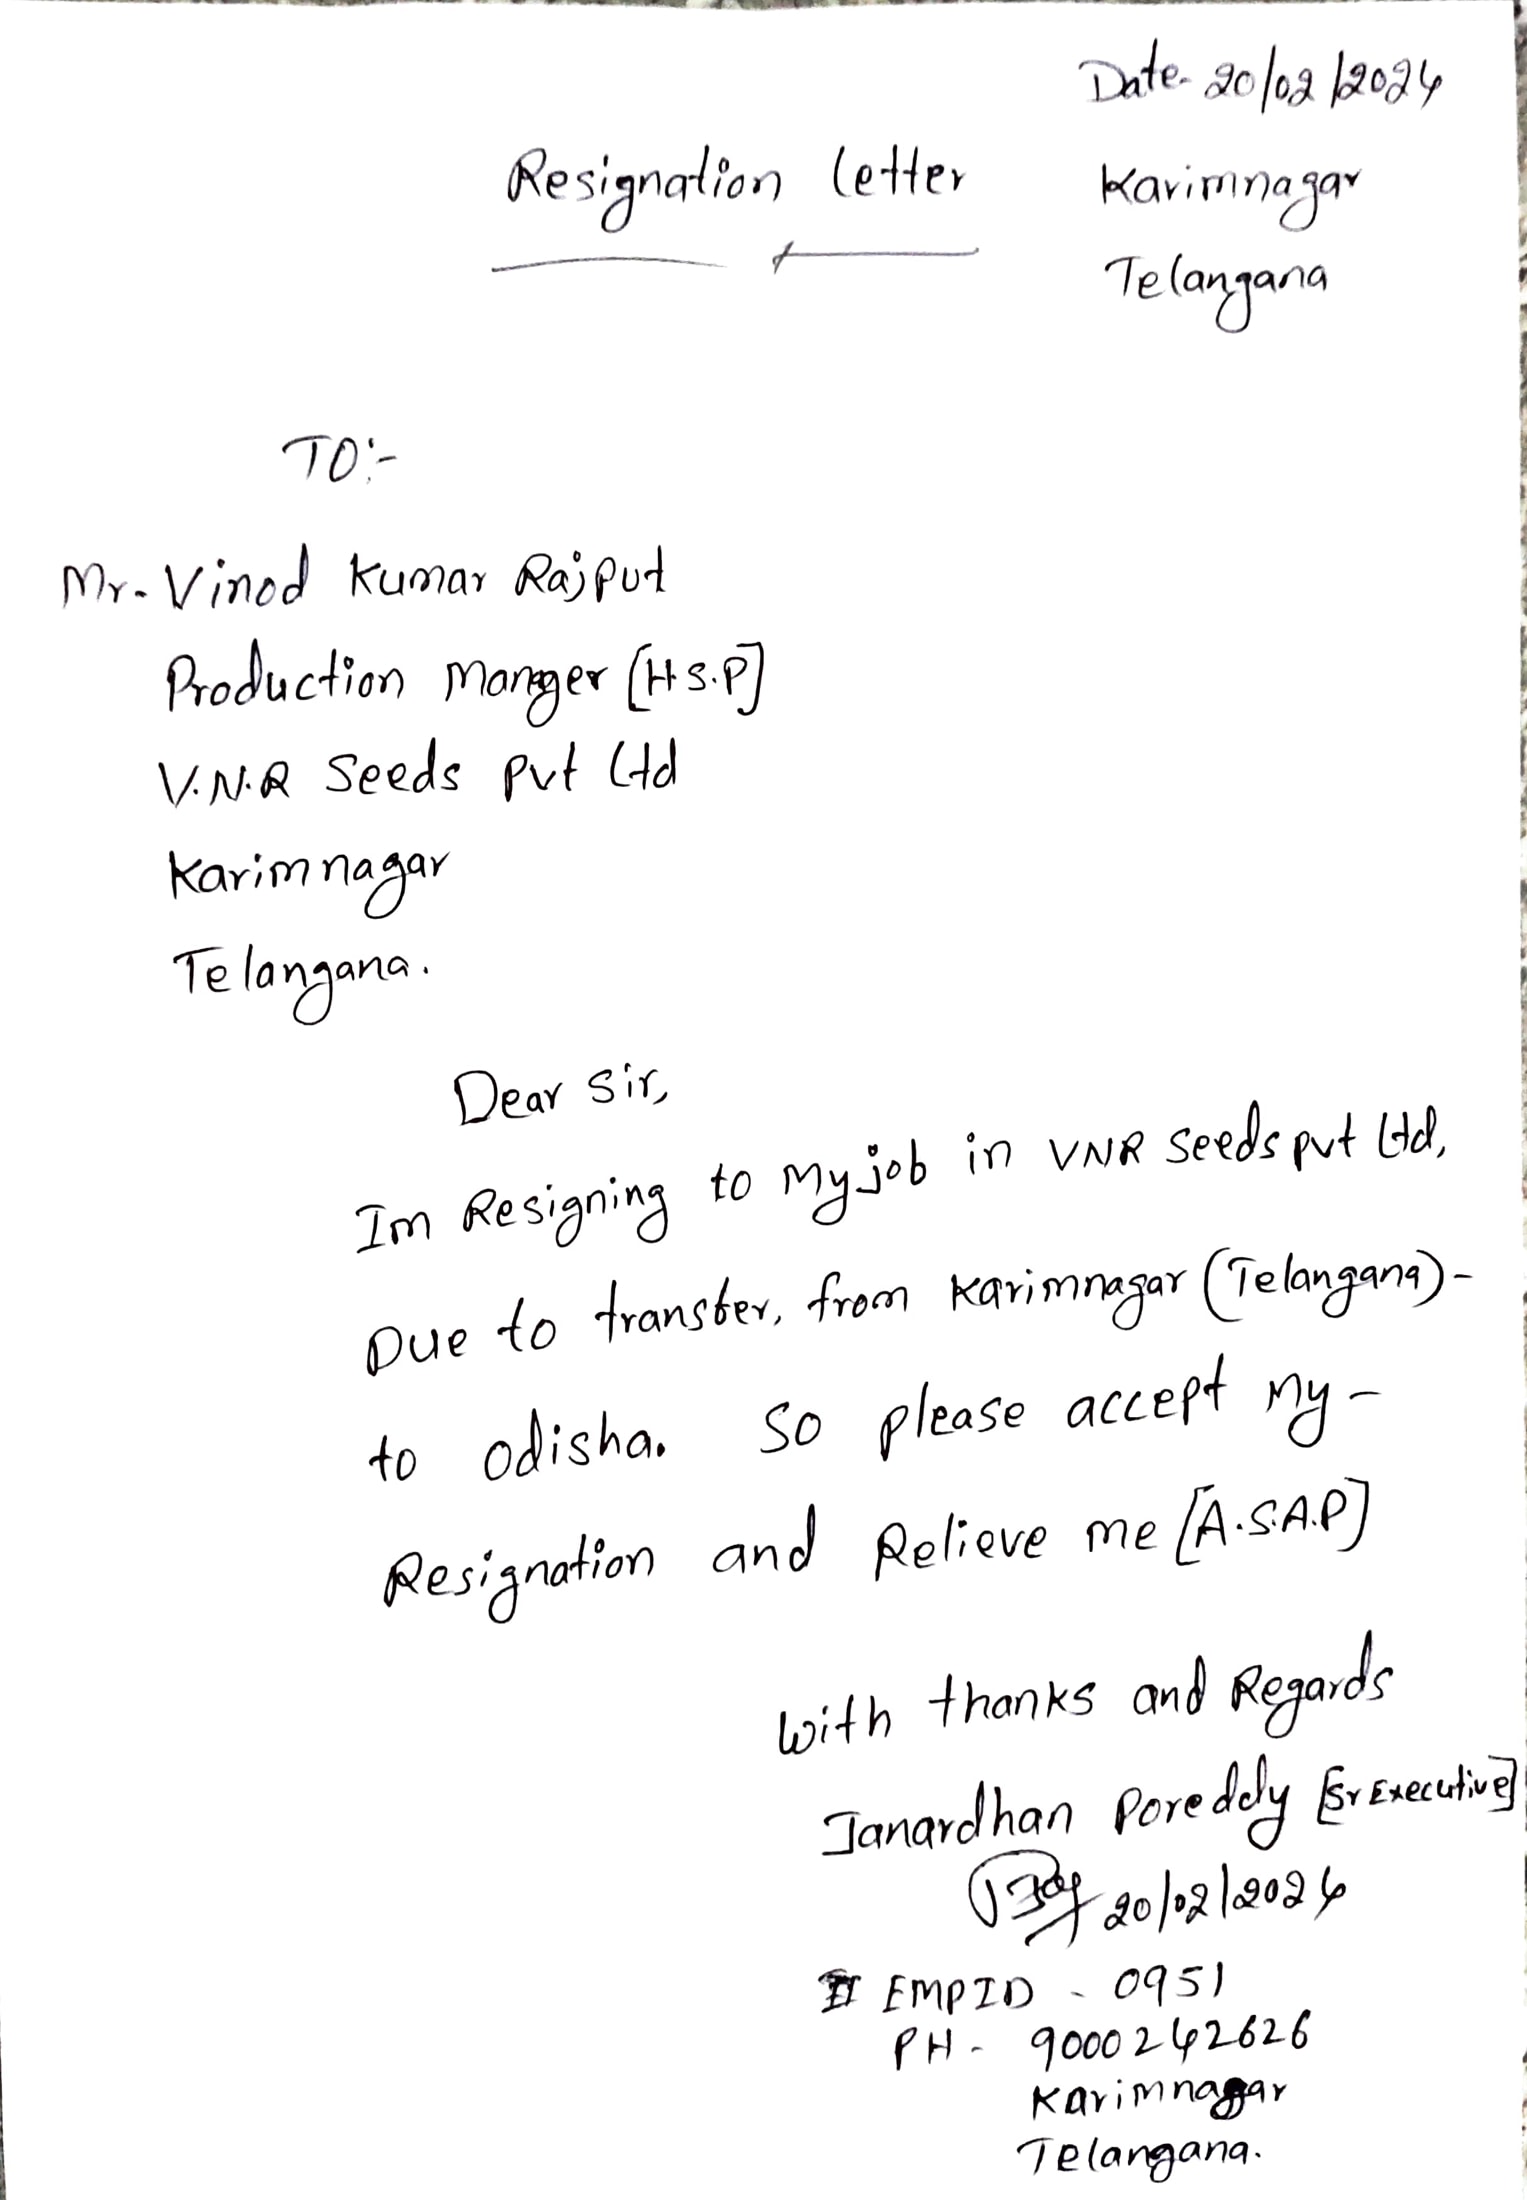 Date- 20/02/2024
Resignation Letter
Karimnagar
Telangana
TO:-
Mr. Vinod Kumar Rajput
Production Manger [H.S.P]
V.N.R Seeds Pvt Ltd
Karimnagar
Telangana.
Dear Sir,
Im Resigning to My job in VNR Seeds pvt Ltd,
Due to transfer, from Karimnagar (Telangana)-
to odisha. So please accept My-
Resignation and Relieve me [A.S.A.P]
With thanks and Regards
Janardhan Poreddy [Sr Executive]
20/02/2024
EMPID - 0951
PH - 9000242626
Karimnagar
Telangana.